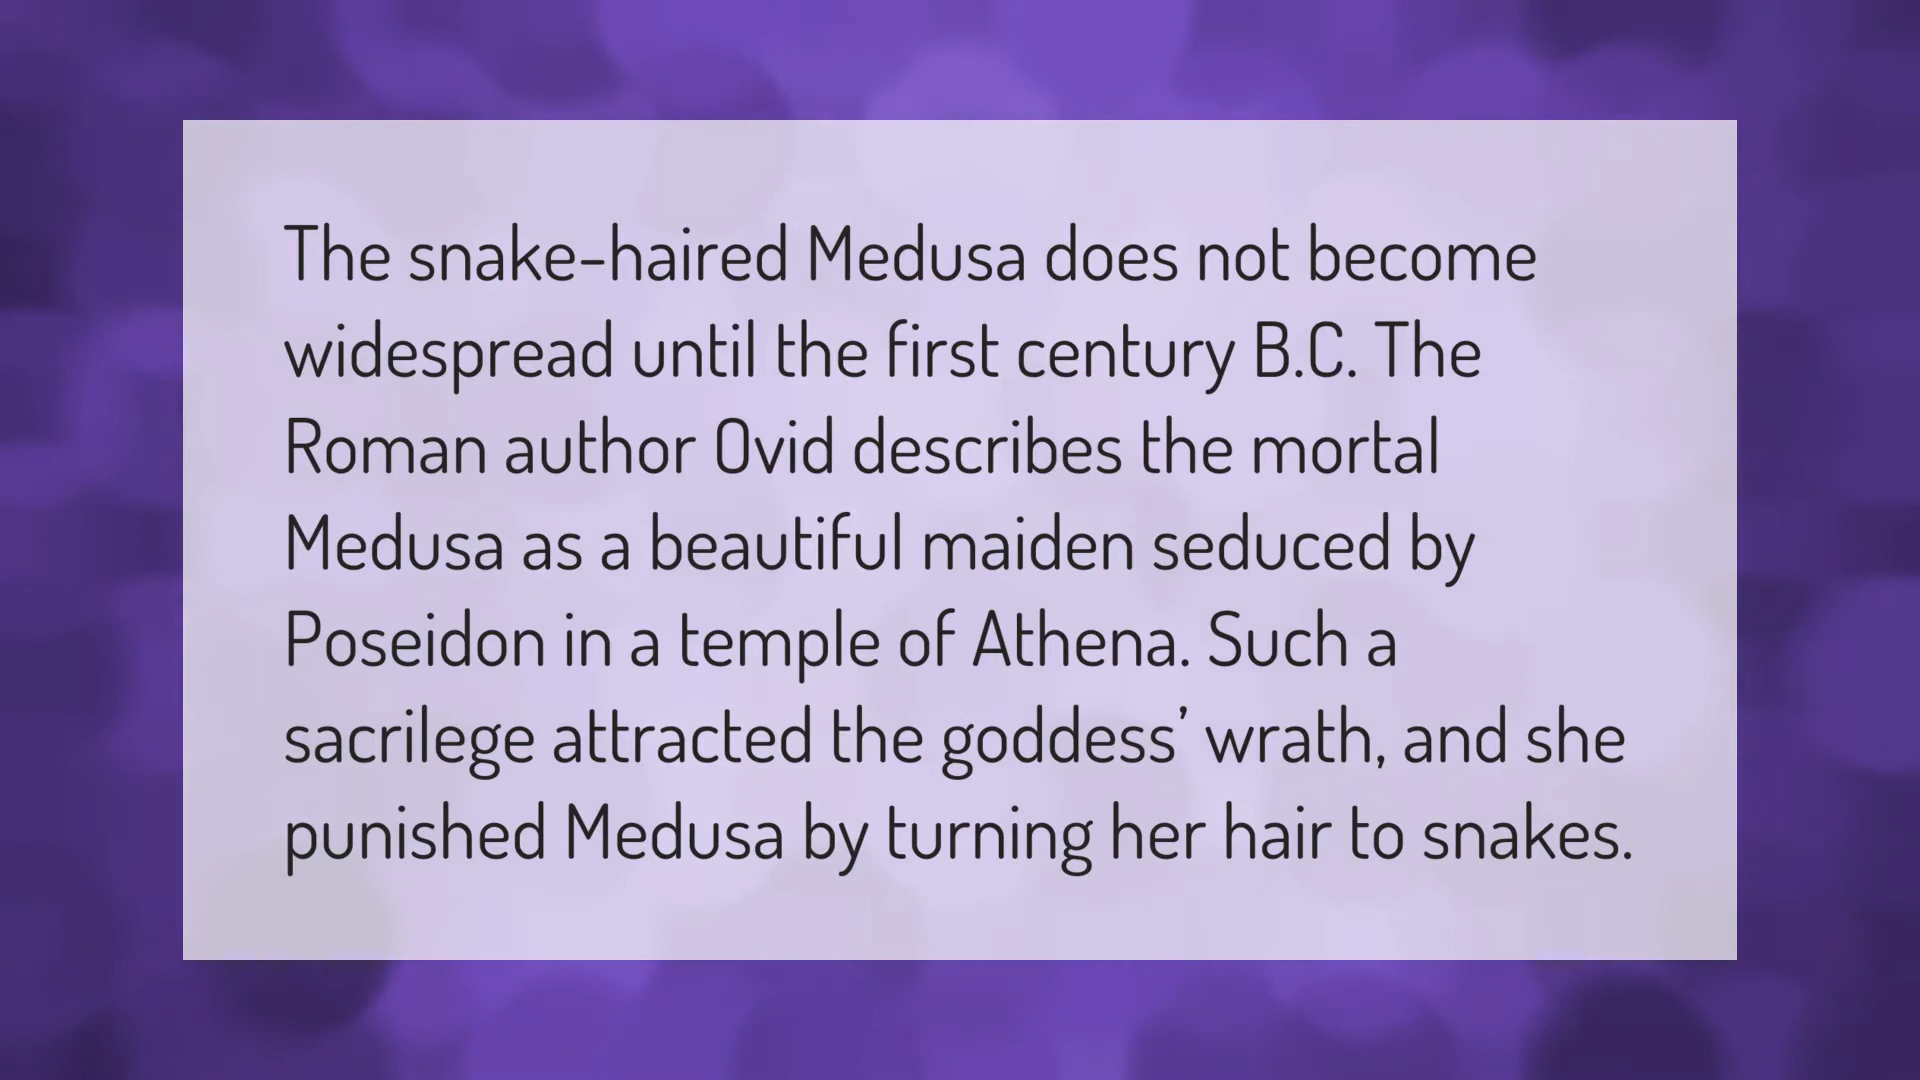 The snake-haired Medusa does not become
widespread until the first century B.C. The
Roman author Ovid describes the mortal
Medusa as a beautiful maiden seduced by
Poseidon in a temple of Athena. Such a
sacrilege attracted the goddess’ wrath, and she
punished Medusa by turning her hair to snakes.